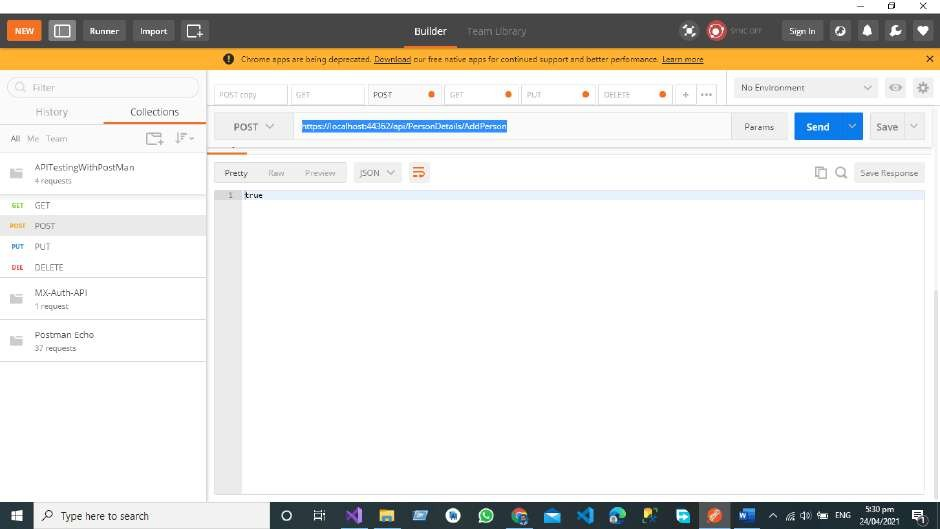 NEW Runner Import Builder Team Library SYNC OFF Sign In
Chrome apps are being deprecated. Download our free native apps for continued support and better performance. Learn more
Filter
History Collections
All Me Team
APITestingWithPostMan
4 requests
GET GET
POST POST
PUT PUT
DEL DELETE
MX-Auth-API
1 request
Postman Echo
37 requests
POST copy GET POST GET PUT DELETE No Environment
POST https://localhost:44362/api/PersonDetails/AddPerson Params Send Save
Pretty Raw Preview JSON Save Response
1 true
Type here to search
ENG 5:30 pm
24/04/2021
1